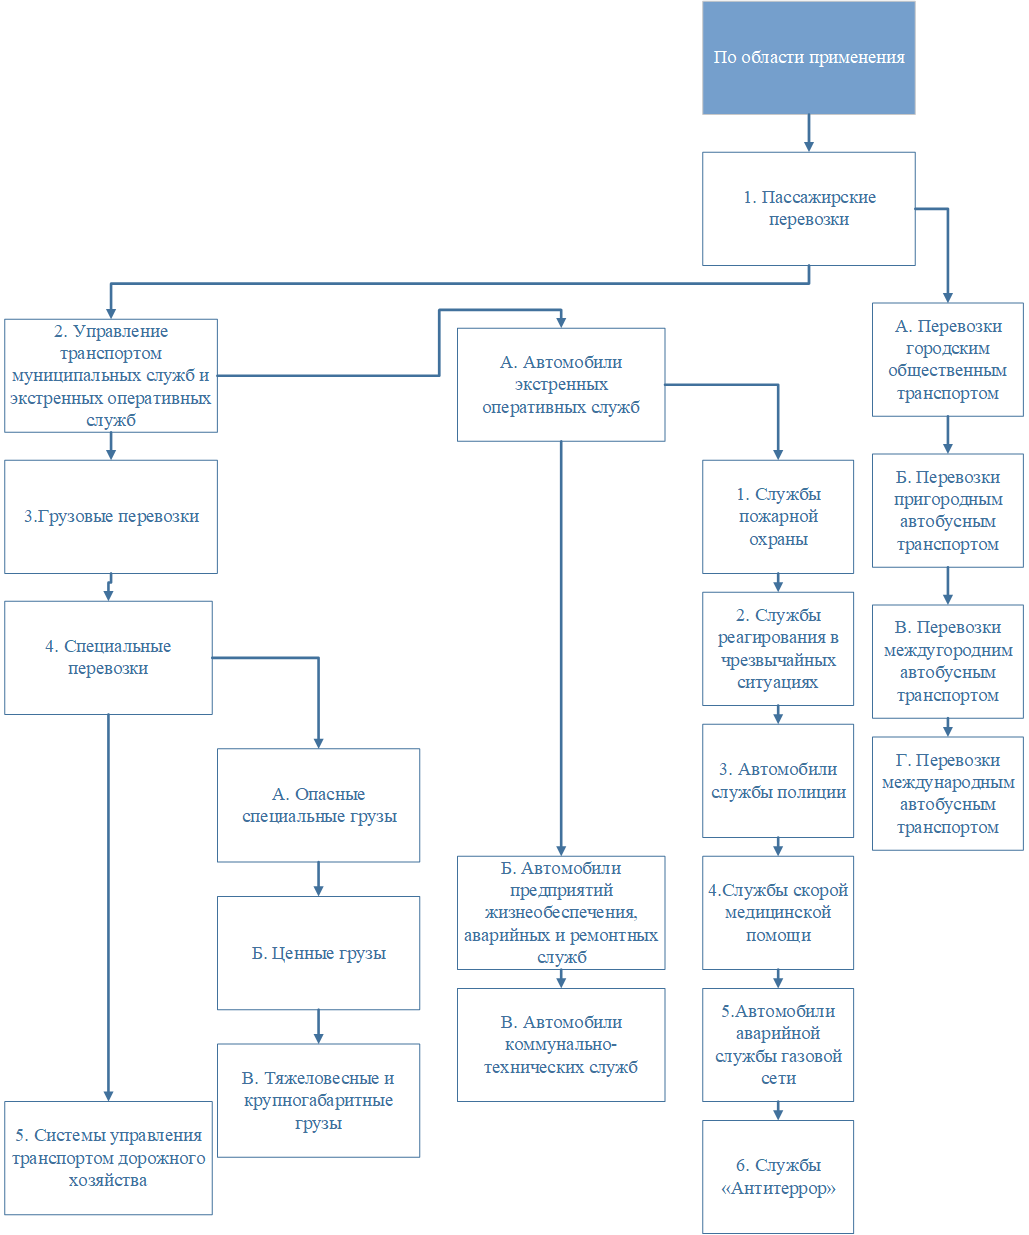 По области применения
1. Пассажирские
перевозки
А. Перевозки
городским
общественным
транспортом
Б. Перевозки
пригородным
автобусным
транспортом
В. Перевозки
междугородним
автобусным
транспортом
Г. Перевозки
международным
автобусным
транспортом
2. Управление
транспортом
муниципальных служб и
экстренных оперативных
служб
А. Автомобили
экстренных
оперативных служб
1. Службы
пожарной
охраны
2. Службы
реагирования в
чрезвычайных
ситуациях
3. Автомобили
службы полиции
4.Службы скорой
медицинской
помощи
5.Автомобили
аварийной
службы газовой
сети
6. Службы
«Антитеррор»
Б. Автомобили
предприятий
жизнеобеспечения,
аварийных и ремонтных
служб
В. Автомобили
коммунально-
технических служб
3.Грузовые перевозки
4. Специальные
перевозки
А. Опасные
специальные грузы
Б. Ценные грузы
В. Тяжеловесные и
крупногабаритные
грузы
5. Системы управления
транспортом дорожного
хозяйства